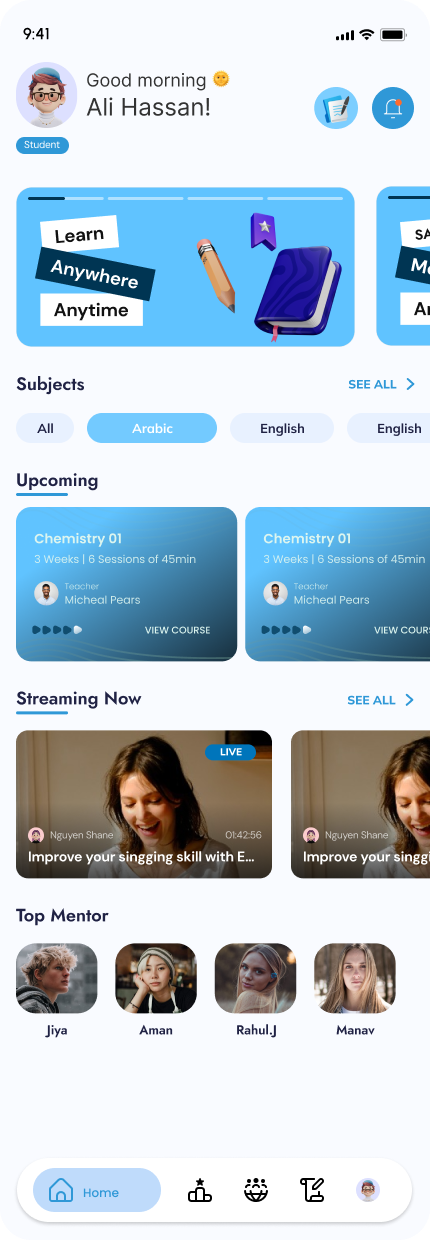 9:41
Good morning
Ali Hassan!
Student
Learn
Anywhere
Anytime
SA
Subjects
SEE ALL
All
Arabic
English
English
Upcoming
Chemistry 01
3 Weeks | 6 Sessions of 45min
Teacher
Micheal Pears
VIEW COURSE
Chemistry 01
3 Weeks | 6 Sessions of 45min
Teacher
Micheal Pears
VIEW COURS
Streaming Now
SEE ALL
LIVE
Nguyen Shane
01:42:56
Improve your singging skill with E...
Nguyen Shane
Improve your singgi
Top Mentor
Jiya
Aman
Rahul.J
Manav
Home